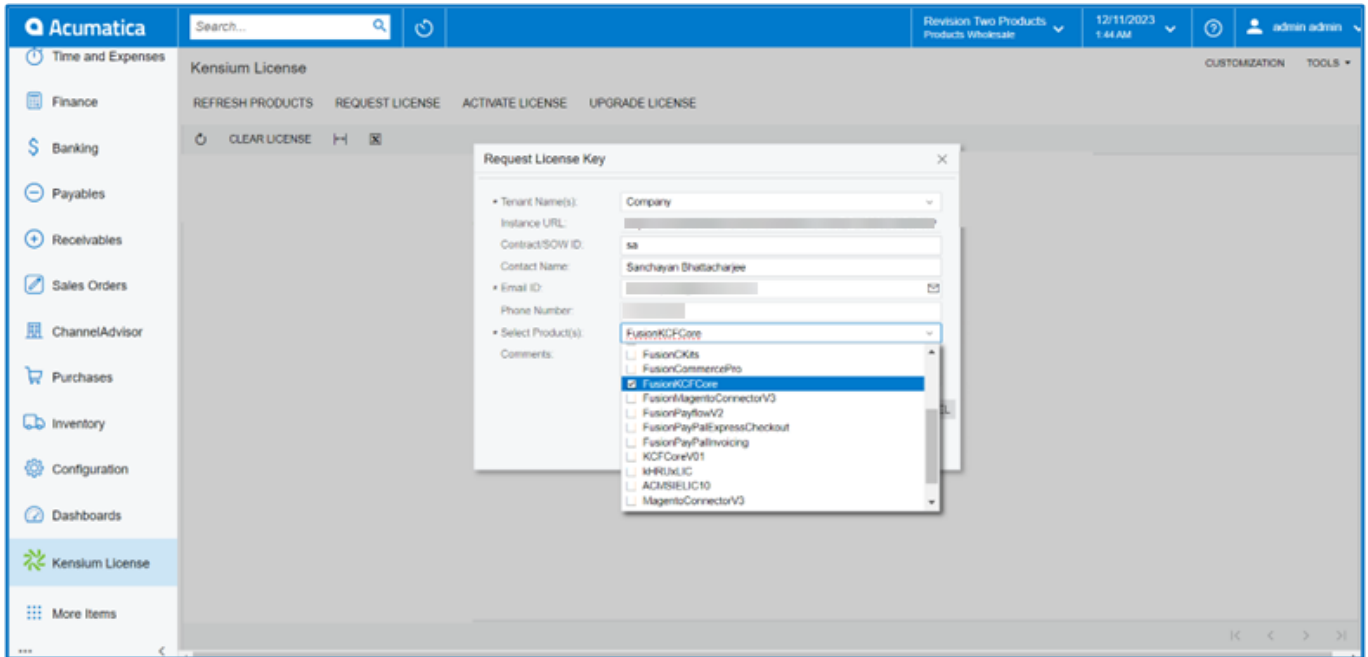 Acumatica
Search...
Revision Two Products
Products Wholesale
12/11/2023
1:44 AM
admin admin
Time and Expenses
Finance
Banking
Payables
Receivables
Sales Orders
ChannelAdvisor
Purchases
Inventory
Configuration
Dashboards
Kensium License
More Items
Kensium License
CUSTOMIZATION
TOOLS
REFRESH PRODUCTS
REQUEST LICENSE
ACTIVATE LICENSE
UPGRADE LICENSE
CLEAR LICENSE
Request License Key
Tenant Name(s):
Company
Instance URL:
Contract/SOW ID:
sa
Contact Name:
Sanchayan Bhattacharjee
Email ID:
Phone Number:
Select Product(s):
FusionKCFCore
Comments:
FusionCKits
FusionCommercePro
FusionKCFCore
FusionMagentoConnectorV3
FusionPayflowV2
FusionPayPalExpressCheckout
FusionPayPalInvoicing
KCFCoreV01
kHRUxLIC
ACMSIELIC10
MagentoConnectorV3